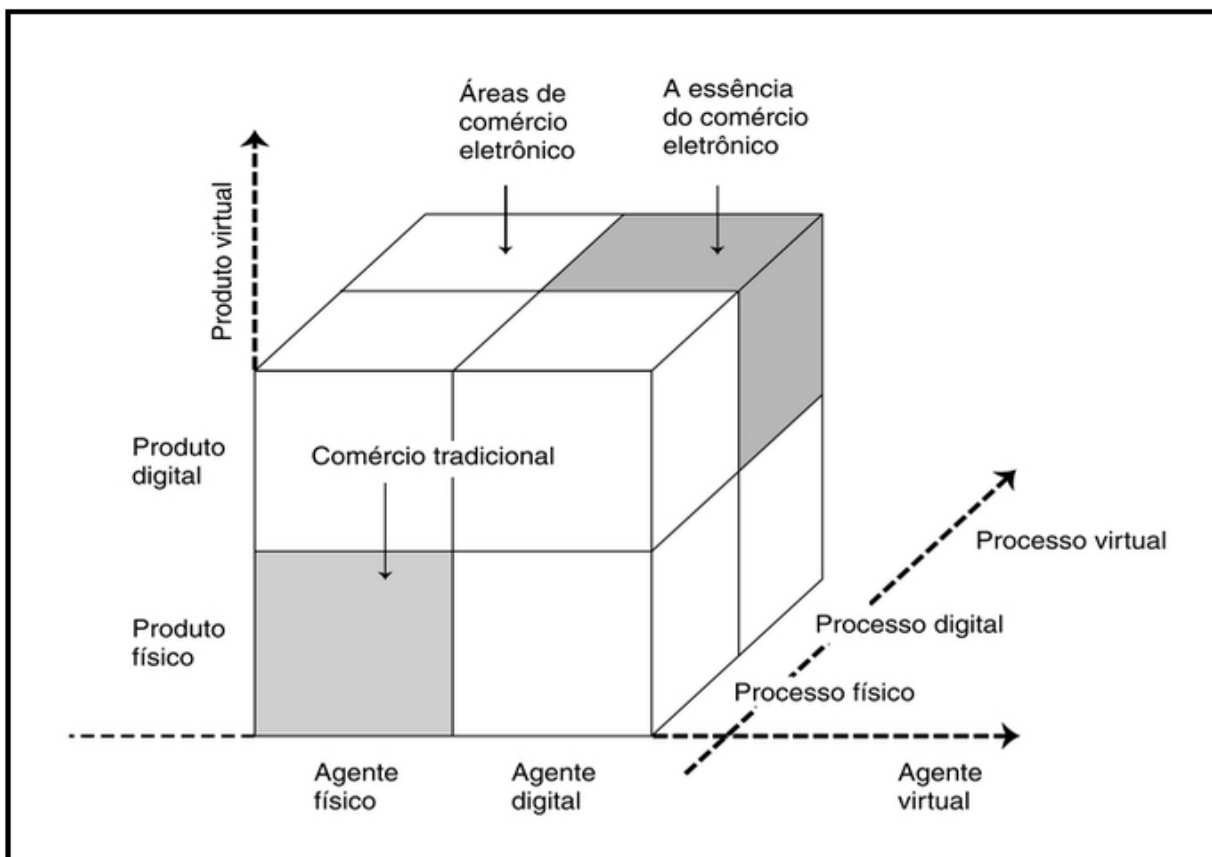 Áreas de
comércio
eletrônico
A essência
do comércio
eletrônico
Produto virtual
Produto
digital
Comércio tradicional
Processo virtual
Produto
físico
Processo digital
Processo físico
Agente
físico
Agente
digital
Agente
virtual